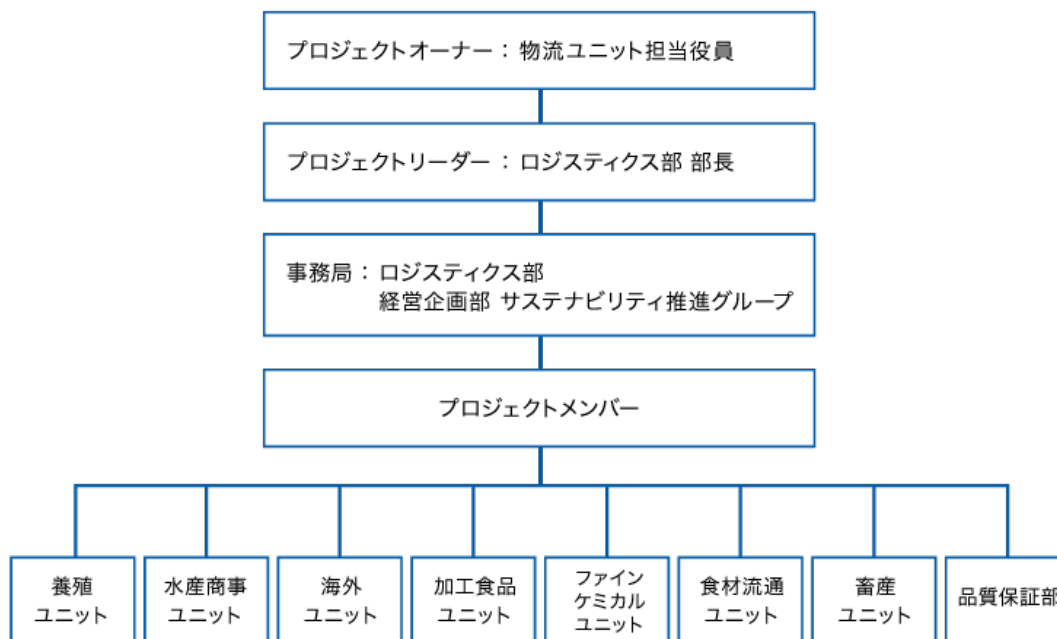 プロジェクトオーナー：物流ユニット担当役員
プロジェクトリーダー：ロジスティクス部 部長
事務局：ロジスティクス部
経営企画部 サステナビリティ推進グループ
プロジェクトメンバー
養殖
ユニット
水産商事
ユニット
海外
ユニット
加工食品
ユニット
ファイン
ケミカル
ユニット
食材流通
ユニット
畜産
ユニット
品質保証部